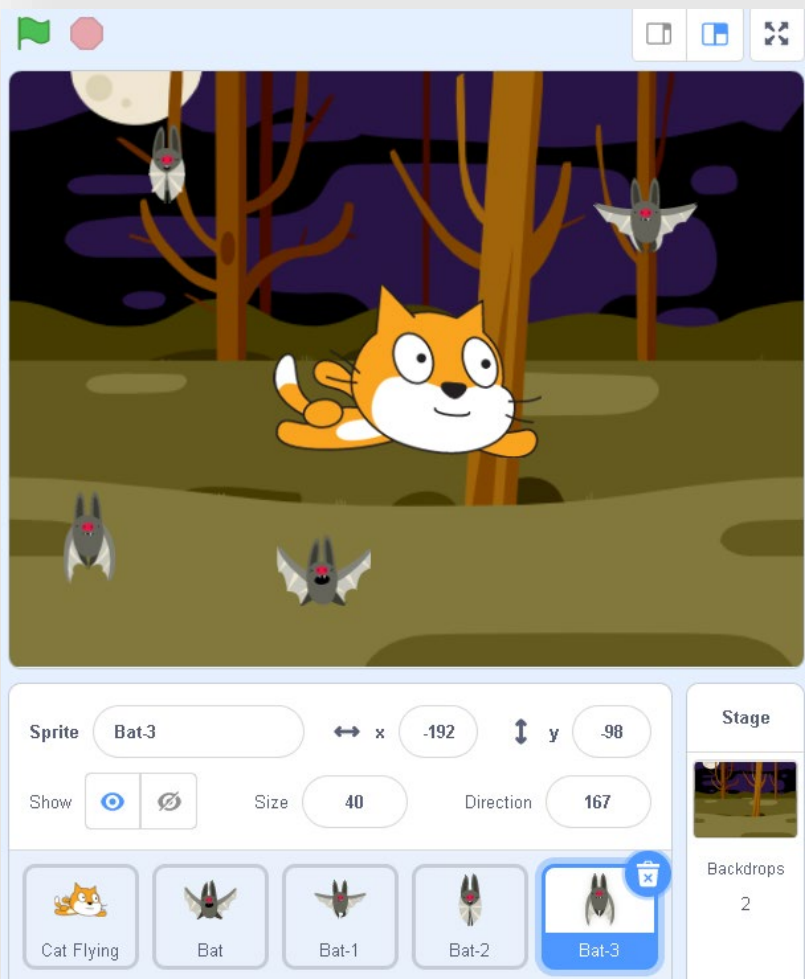 Sprite Bat-3 x -192 y -98
Stage
Show Size 40 Direction 167
Backdrops
2
Cat Flying Bat Bat-1 Bat-2 Bat-3